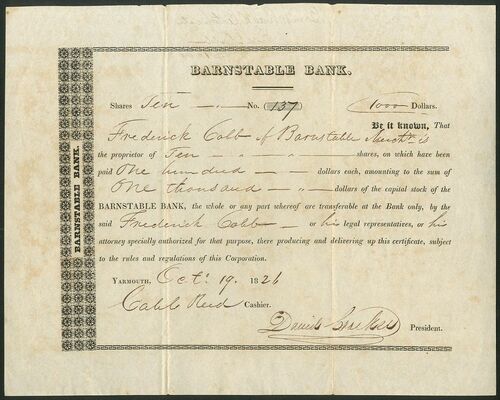 BARNSTABLE BANK.
BARNSTABLE BANK.
Shares Ten No. 137 1000 Dollars.
Be it known, That
Frederick Cobb of Barnstable Mercht. is
the proprietor of Ten shares, on which have been
paid One hundred dollars each, amounting to the sum of
One thousand dollars of the capital stock of the
BARNSTABLE BANK, the whole or any part whereof are transferable at the Bank only, by the
said Frederick Cobb or his legal representatives, or his
attorney specially authorized for that purpose, there producing and delivering up this certificate, subject
to the rules and regulations of this Corporation.
YARMOUTH, Oct. 19. 1826
Caleb Reed Cashier.
David Crocker President.